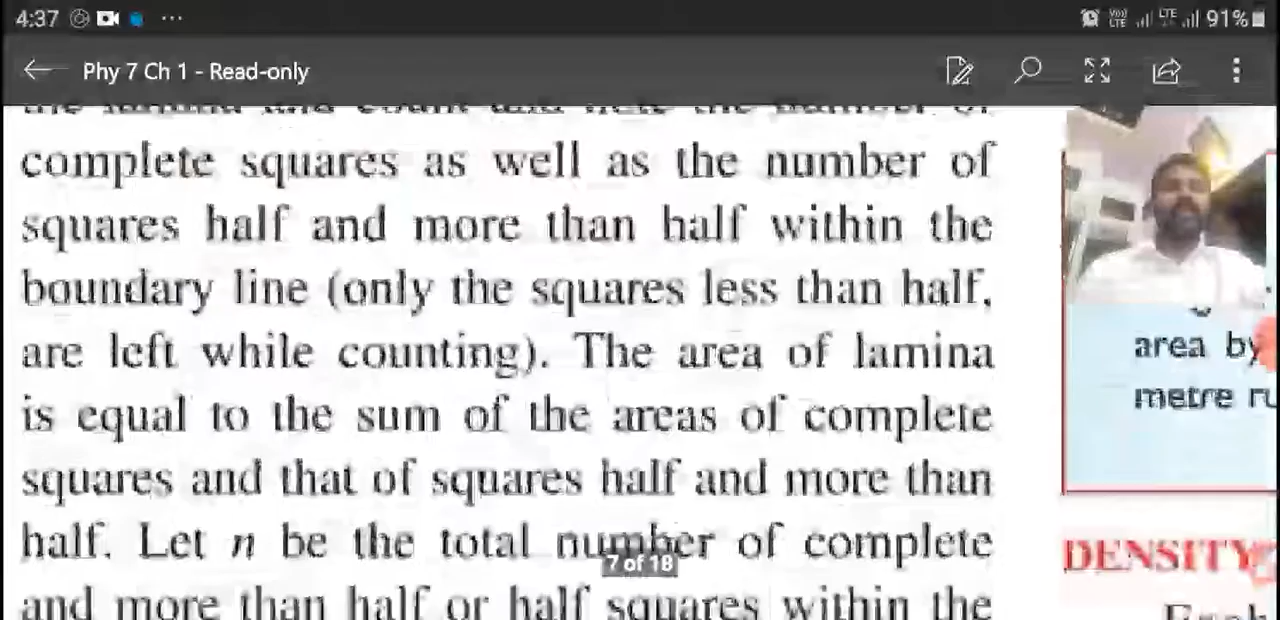 4:37
91%
Phy 7 Ch 1 - Read-only
complete squares as well as the number of
squares half and more than half within the
boundary line (only the squares less than half,
are left while counting). The area of lamina
is equal to the sum of the areas of complete
squares and that of squares half and more than
half. Let n be the total number of complete
and more than half or half squares within the
7 of 18
area by
metre ru
DENSITY